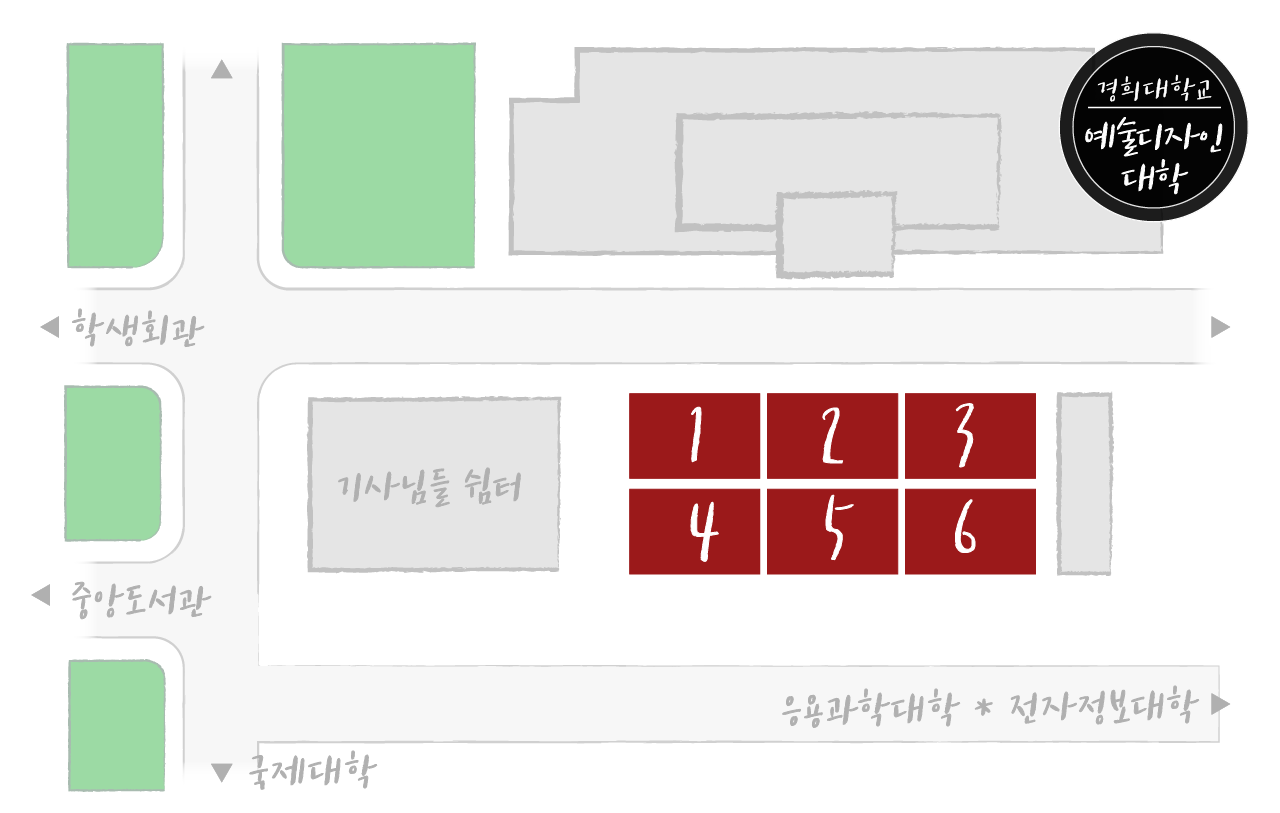 경희대학교
예술디자인
대학
학생회관
1
2
3
기사님들 쉼터
4
5
6
중앙도서관
응용과학대학 * 전자정보대학
국제대학